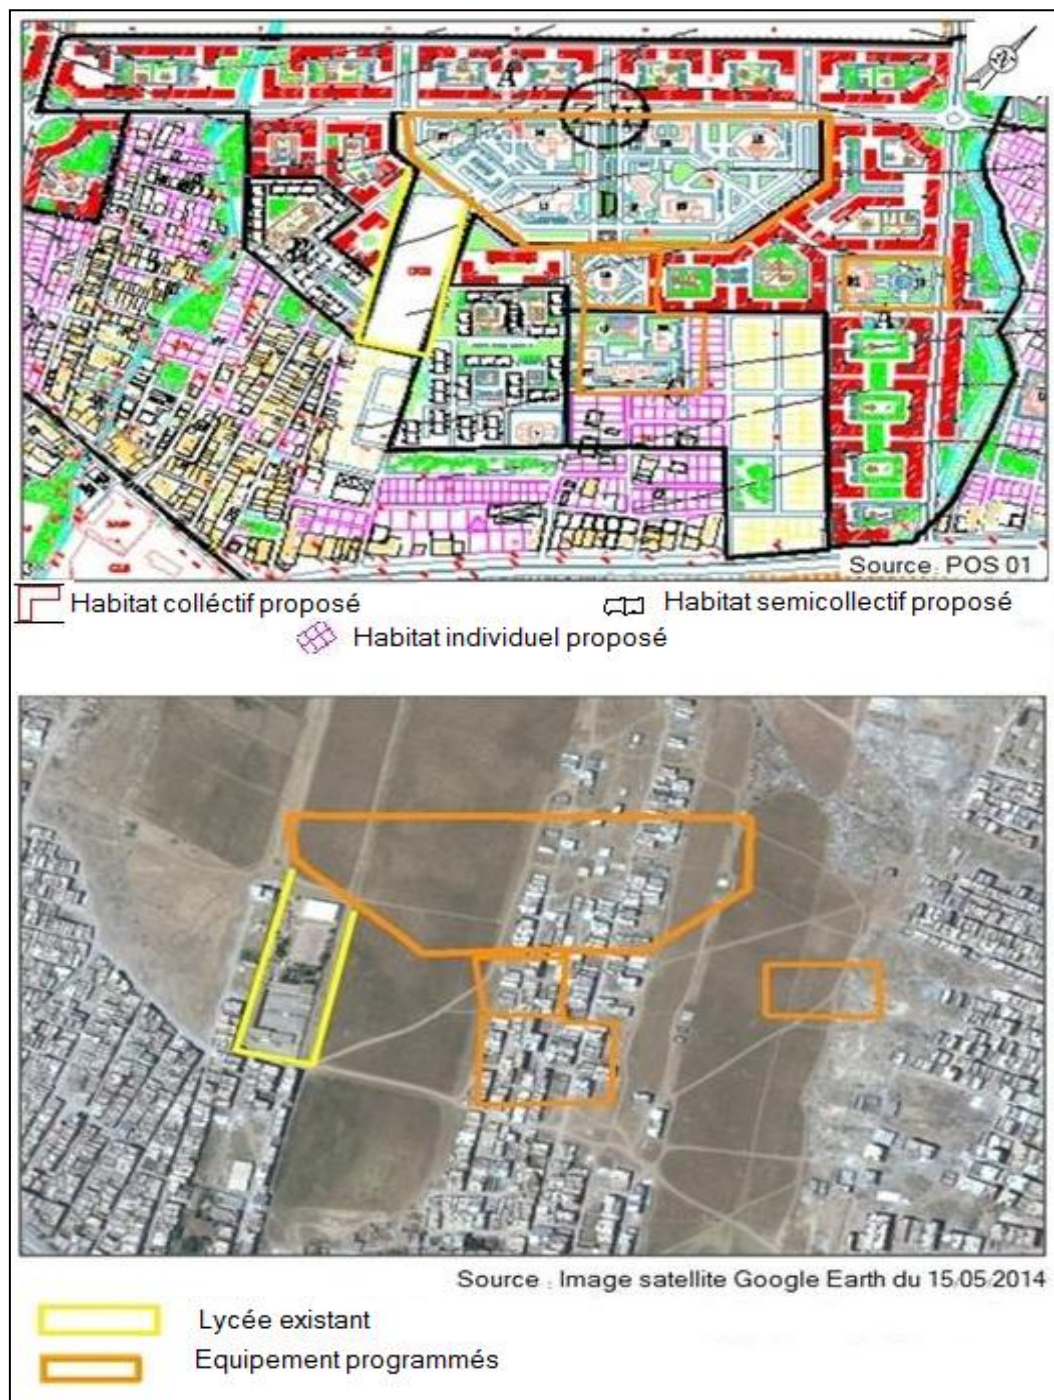 A
D
Source: POS 01
Habitat colléctif proposé
Habitat semicollectif proposé
Habitat individuel proposé
Source : Image satellite Google Earth du 15/05/2014
Lycée existant
Equipement programmés